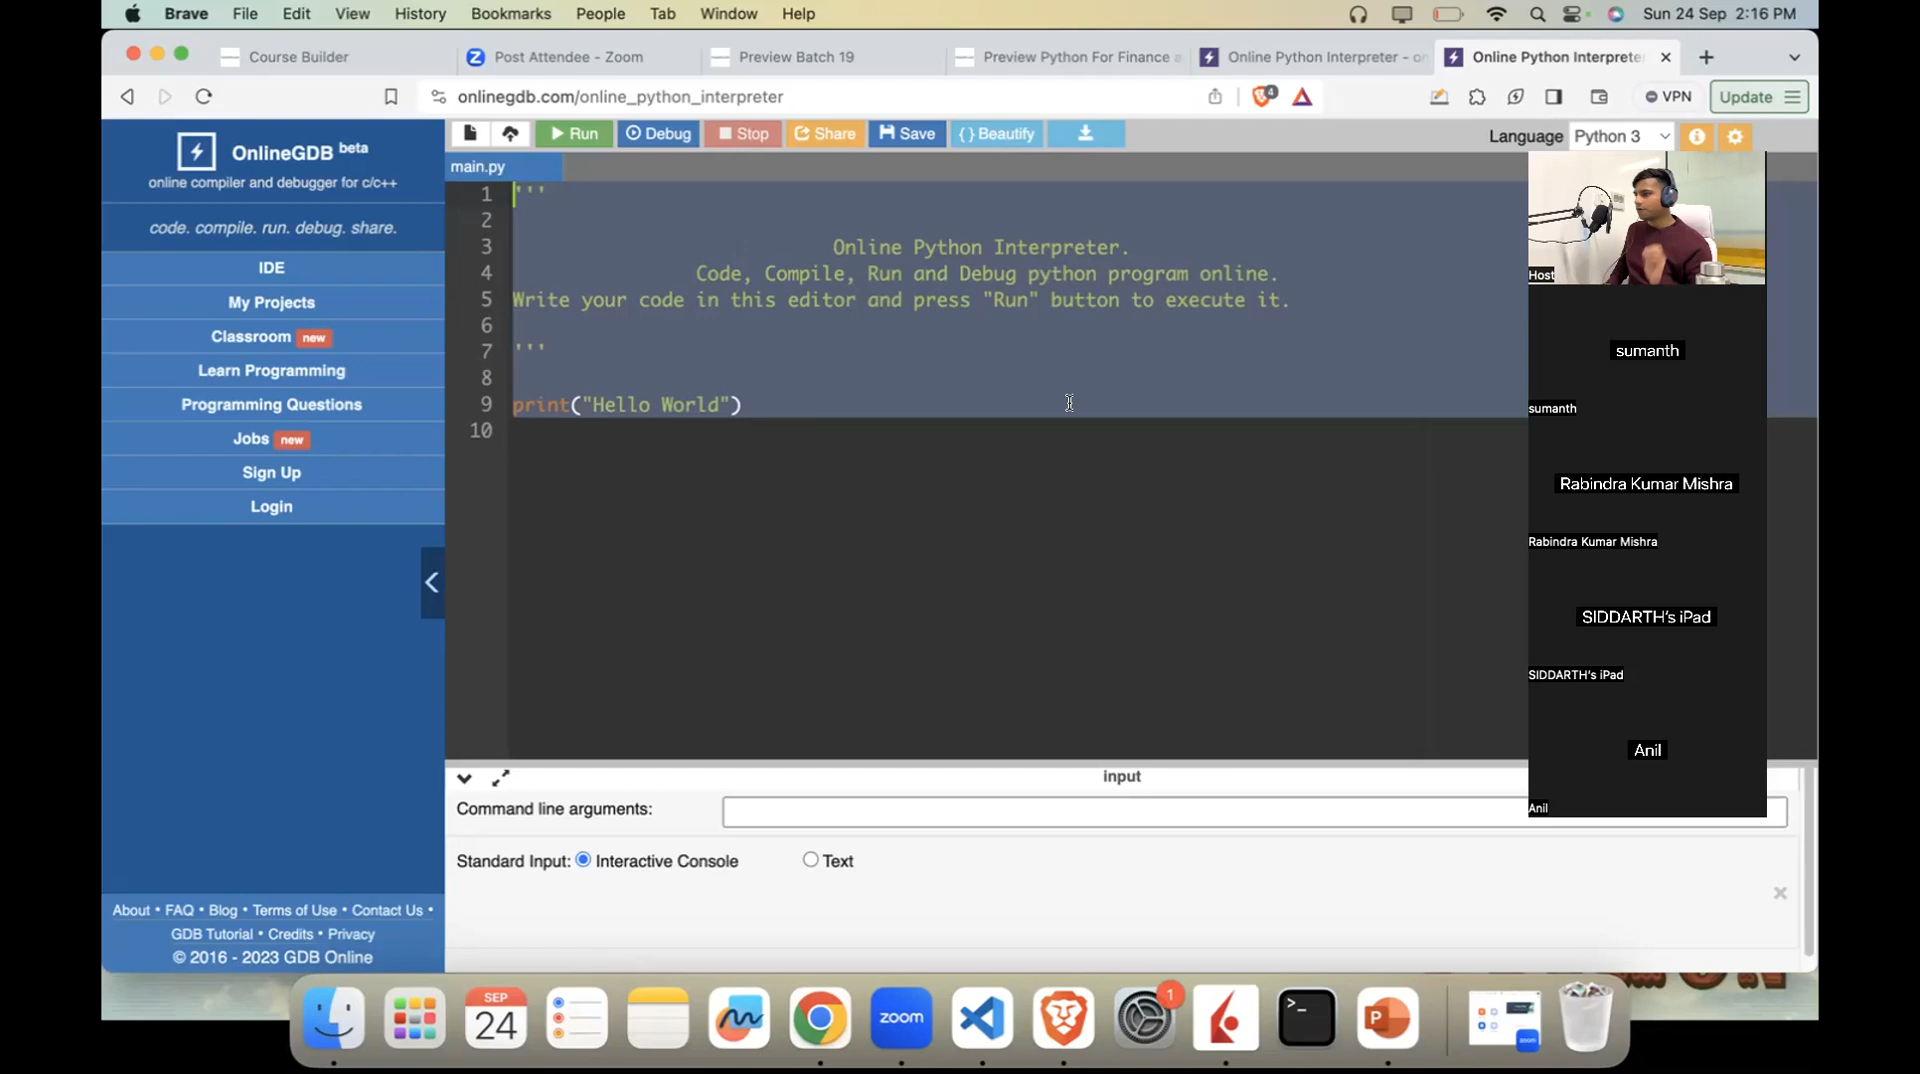 Brave File Edit View History Bookmarks People Tab Window Help Sun 24 Sep 2:16 PM
Course Builder Post Attendee - Zoom Preview Batch 19 Preview Python For Finance a Online Python Interpreter - on Online Python Interprete
onlinegdb.com/online_python_interpreter 4 VPN Update
OnlineGDB beta
online compiler and debugger for c/c++
code. compile. run. debug. share.
IDE
My Projects
Classroom new
Learn Programming
Programming Questions
Jobs new
Sign Up
Login
About • FAQ • Blog • Terms of Use • Contact Us •
GDB Tutorial • Credits • Privacy
© 2016 - 2023 GDB Online
Run Debug Stop Share Save { } Beautify Language Python 3
main.py
1 '''
2
3 Online Python Interpreter.
4 Code, Compile, Run and Debug python program online.
5 Write your code in this editor and press "Run" button to execute it.
6
7 '''
8
9 print("Hello World")
10
input
Command line arguments:
Standard Input: Interactive Console Text
Host
sumanth
sumanth
Rabindra Kumar Mishra
Rabindra Kumar Mishra
SIDDARTH's iPad
SIDDARTH's iPad
Anil
Anil
SEP
24
zoom
1
>_
P
zoom